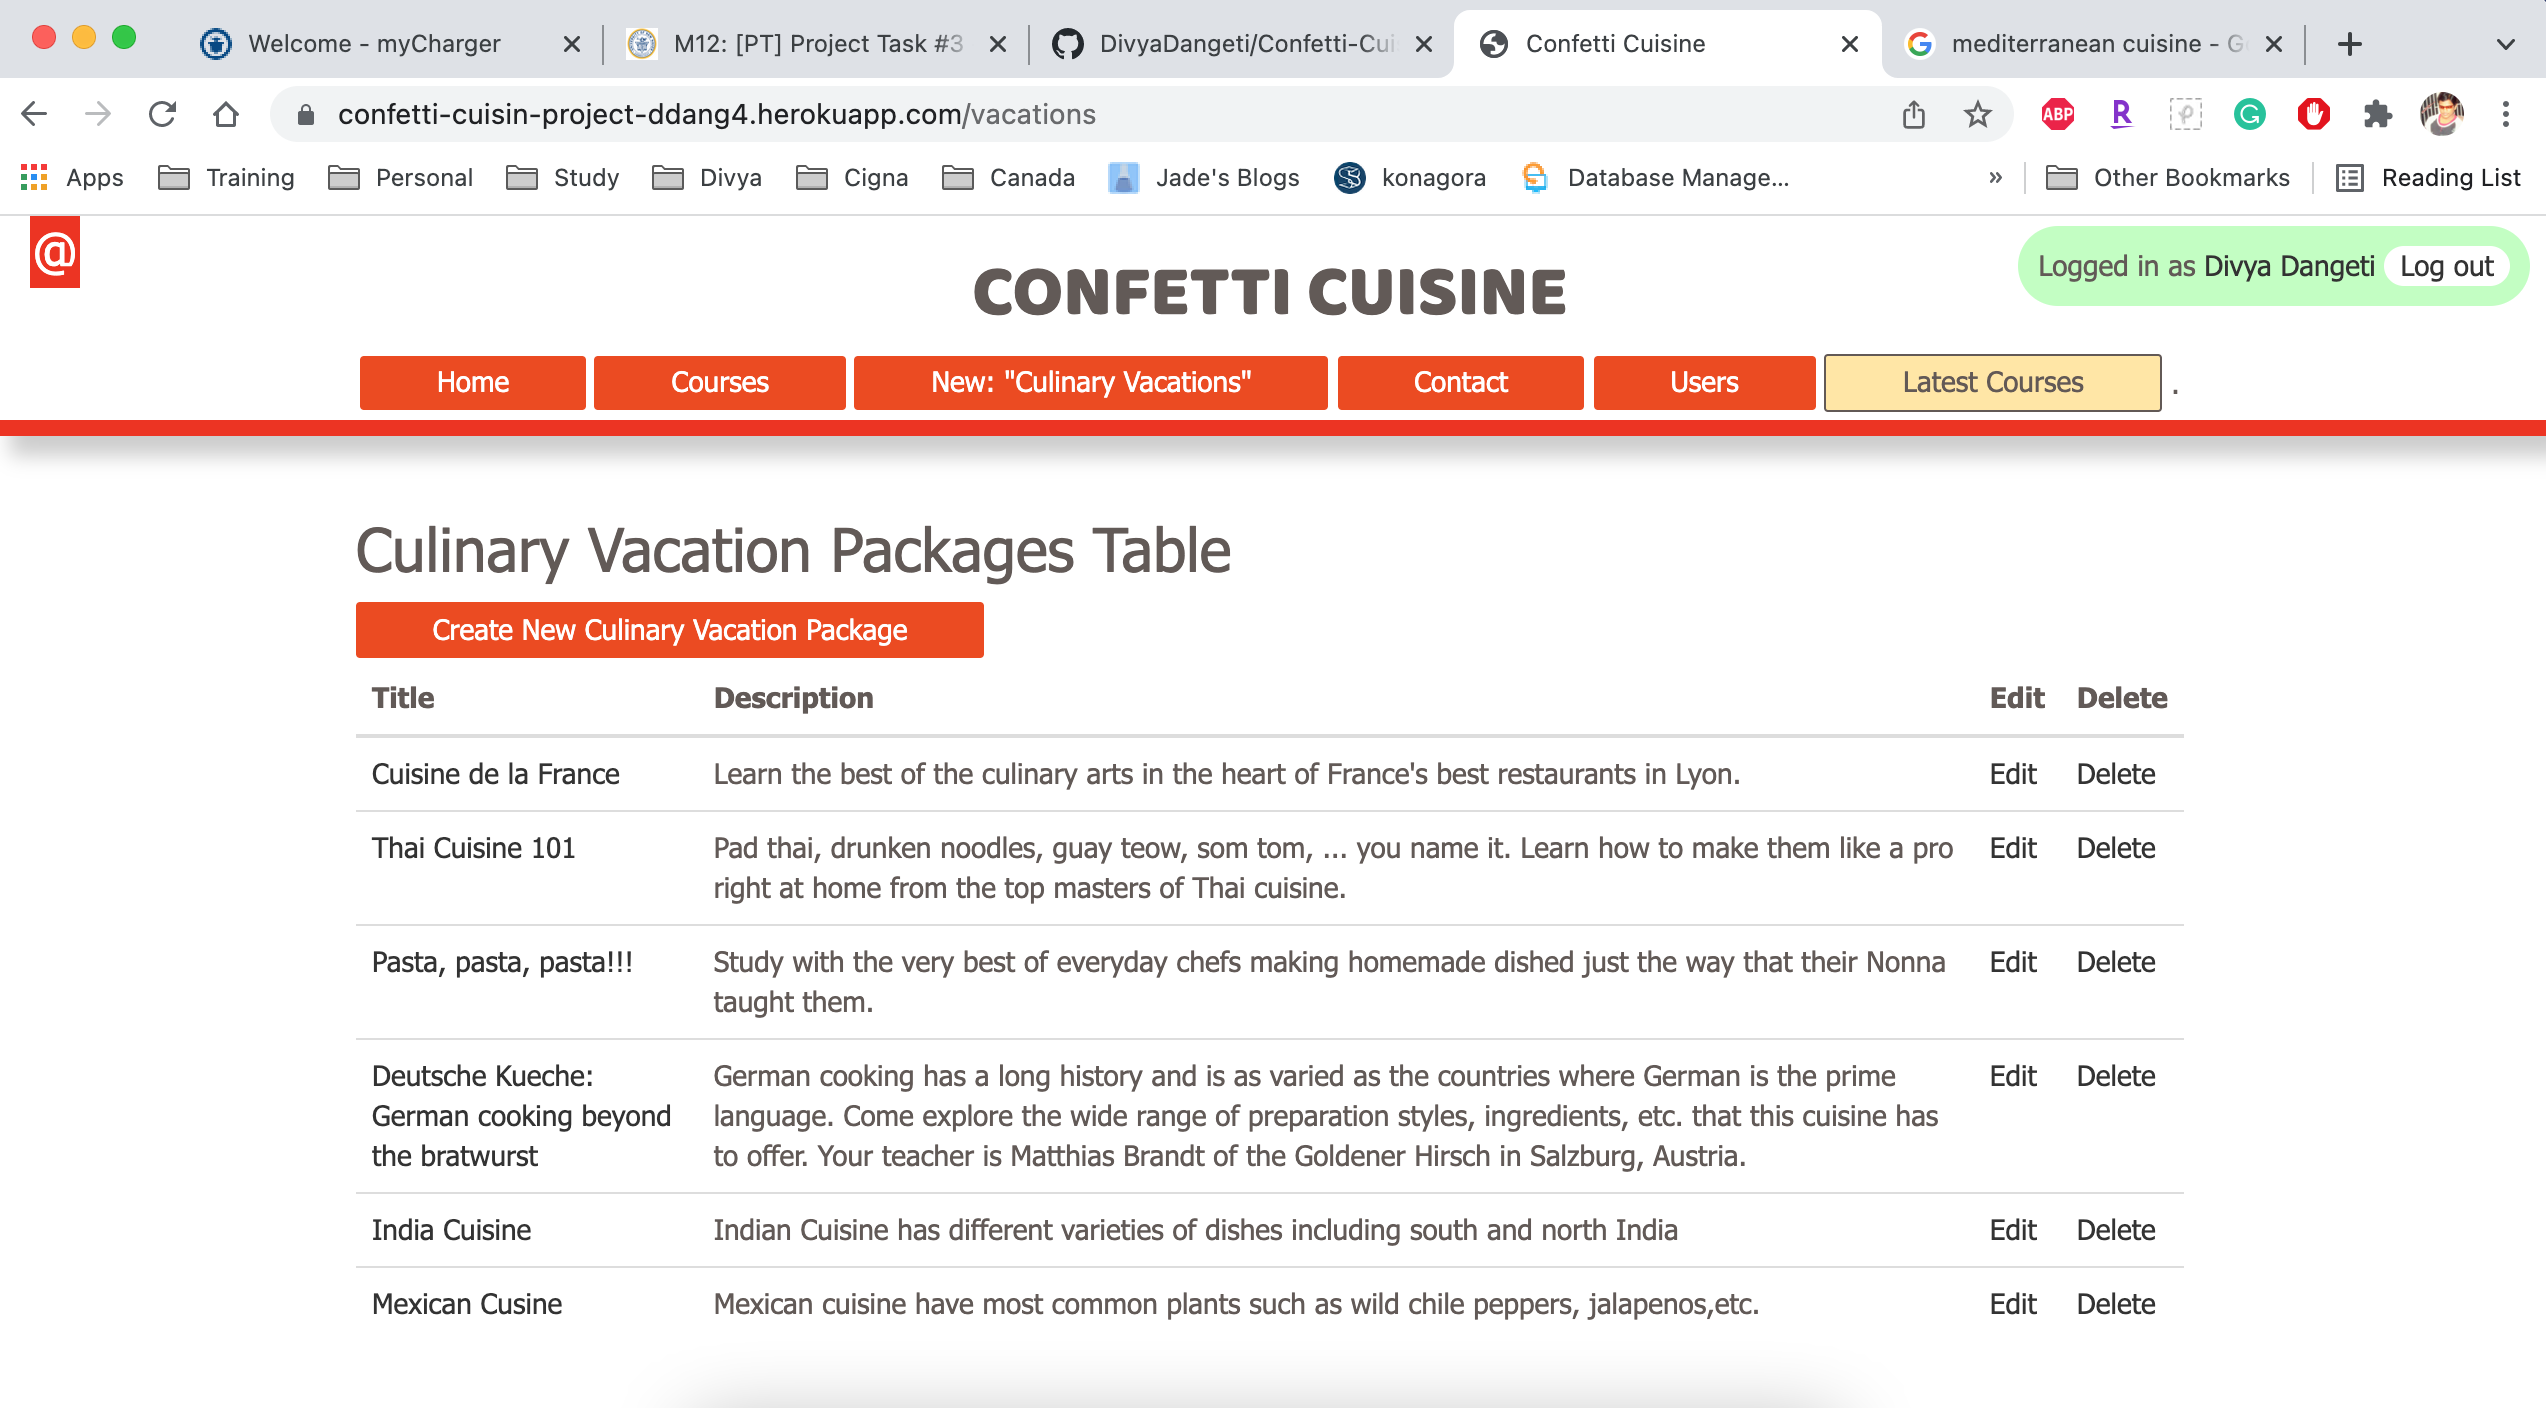 Welcome - myCharger
M12: [PT] Project Task #3
DivyaDangeti/Confetti-Cui
Confetti Cuisine
mediterranean cuisine - G
confetti-cuisin-project-ddang4.herokuapp.com/vacations
ABP
R
Apps
Training
Personal
Study
Divya
Cigna
Canada
Jade's Blogs
konagora
Database Manage...
»
Other Bookmarks
Reading List
@
CONFETTI CUISINE
Logged in as Divya Dangeti Log out
Home
Courses
New: "Culinary Vacations"
Contact
Users
Latest Courses
.
Culinary Vacation Packages Table
Create New Culinary Vacation Package
Title Description Edit Delete
Cuisine de la France Learn the best of the culinary arts in the heart of France's best restaurants in Lyon. Edit Delete
Thai Cuisine 101 Pad thai, drunken noodles, guay teow, som tom, ... you name it. Learn how to make them like a pro Edit Delete
right at home from the top masters of Thai cuisine.
Pasta, pasta, pasta!!! Study with the very best of everyday chefs making homemade dished just the way that their Nonna Edit Delete
taught them.
Deutsche Kueche: German cooking has a long history and is as varied as the countries where German is the prime Edit Delete
German cooking beyond language. Come explore the wide range of preparation styles, ingredients, etc. that this cuisine has
the bratwurst to offer. Your teacher is Matthias Brandt of the Goldener Hirsch in Salzburg, Austria.
India Cuisine Indian Cuisine has different varieties of dishes including south and north India Edit Delete
Mexican Cusine Mexican cuisine have most common plants such as wild chile peppers, jalapenos,etc. Edit Delete